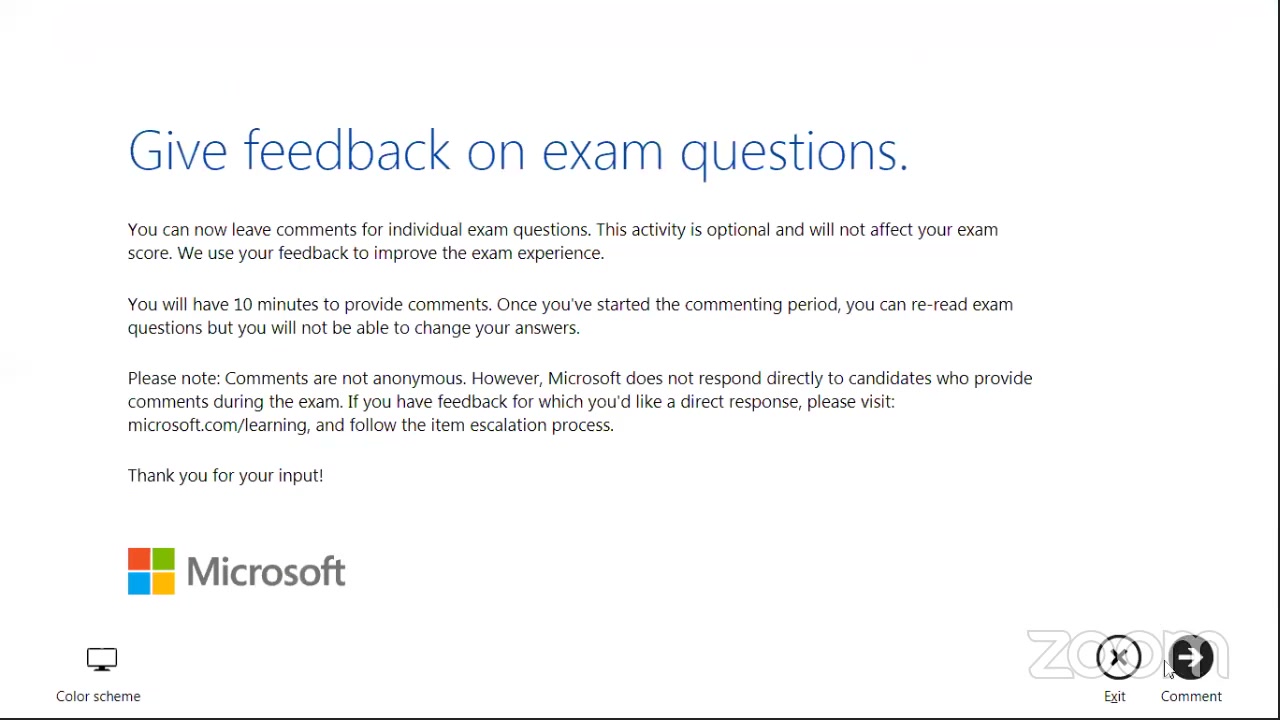 Give feedback on exam questions.
You can now leave comments for individual exam questions. This activity is optional and will not affect your exam
score. We use your feedback to improve the exam experience.
You will have 10 minutes to provide comments. Once you've started the commenting period, you can re-read exam
questions but you will not be able to change your answers.
Please note: Comments are not anonymous. However, Microsoft does not respond directly to candidates who provide
comments during the exam. If you have feedback for which you'd like a direct response, please visit:
microsoft.com/learning, and follow the item escalation process.
Thank you for your input!
Microsoft
zoom
Color scheme
Exit
Comment